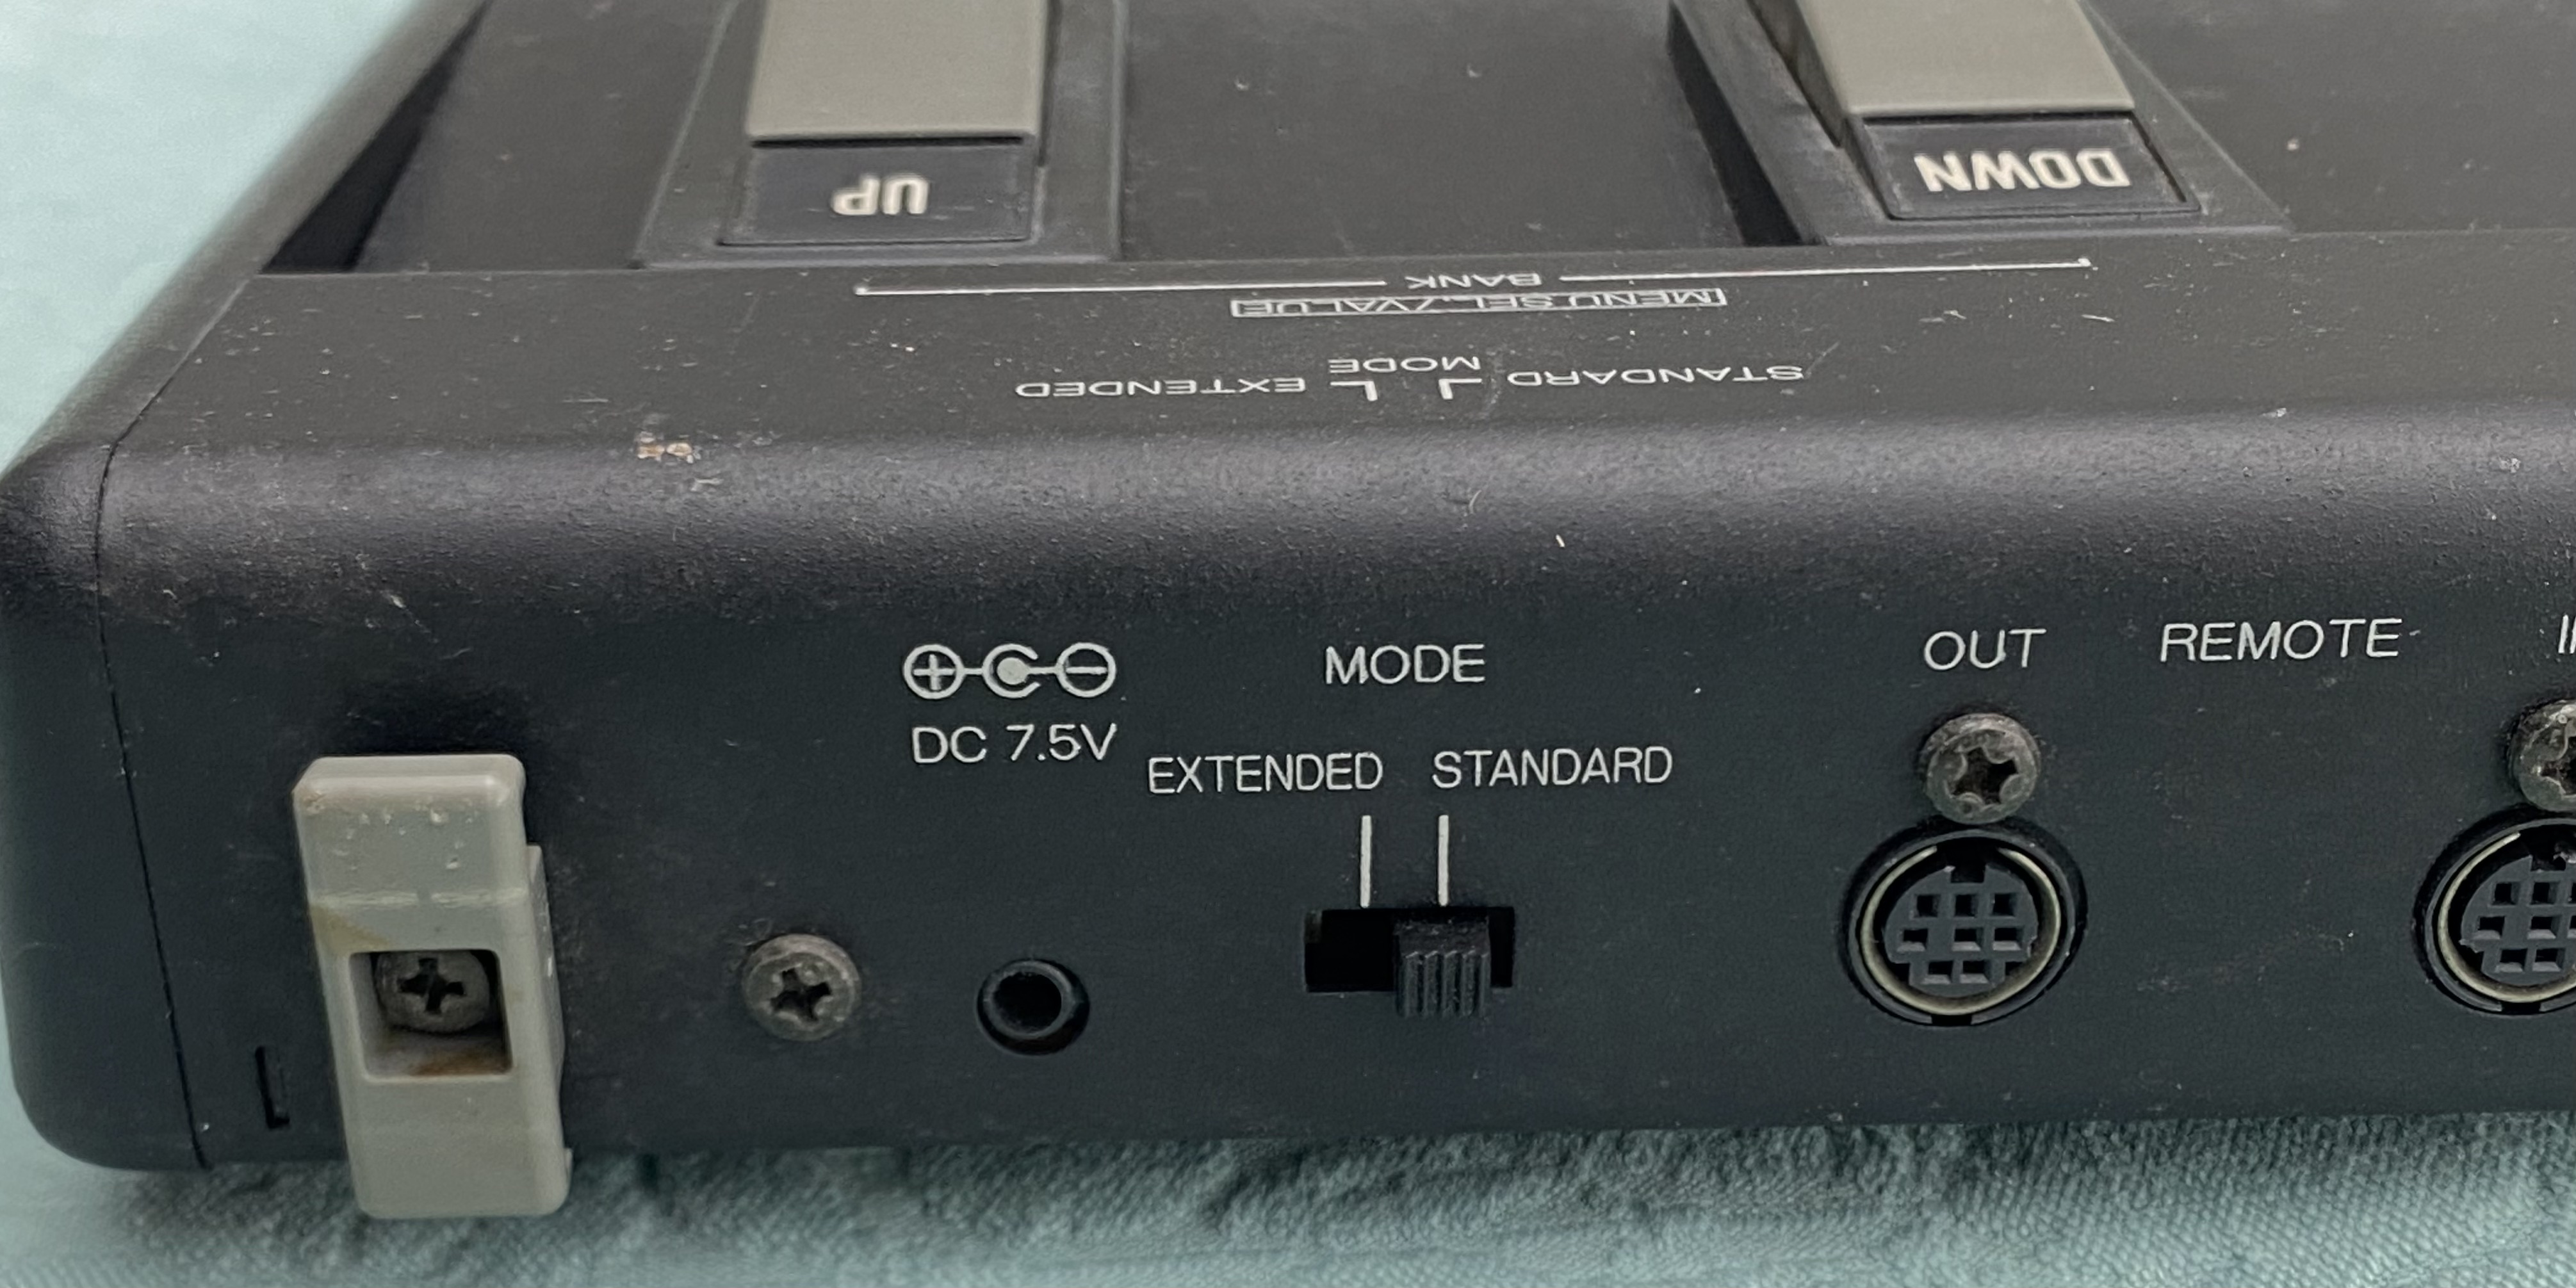 UP
DOWN
BANK
MENU SEL./VALUE
STANDARD EXTENDED
MODE
OUT REMOTE
MODE
DC 7.5V
EXTENDED STANDARD